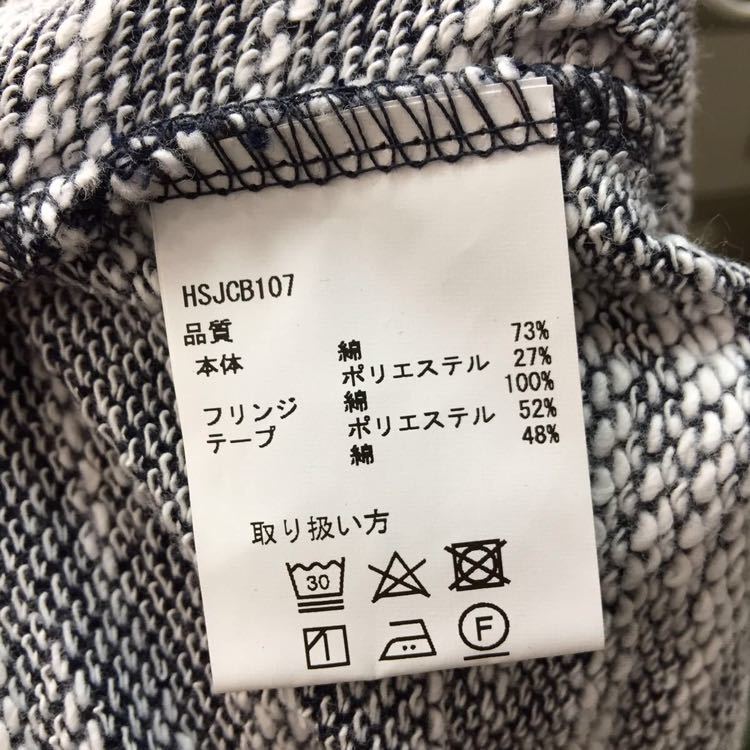 HSJCB107
品質
本体 綿 73%
ポリエステル 27%
フリンジ 綿 100%
テープ ポリエステル 52%
綿 48%
取り扱い方
30
F